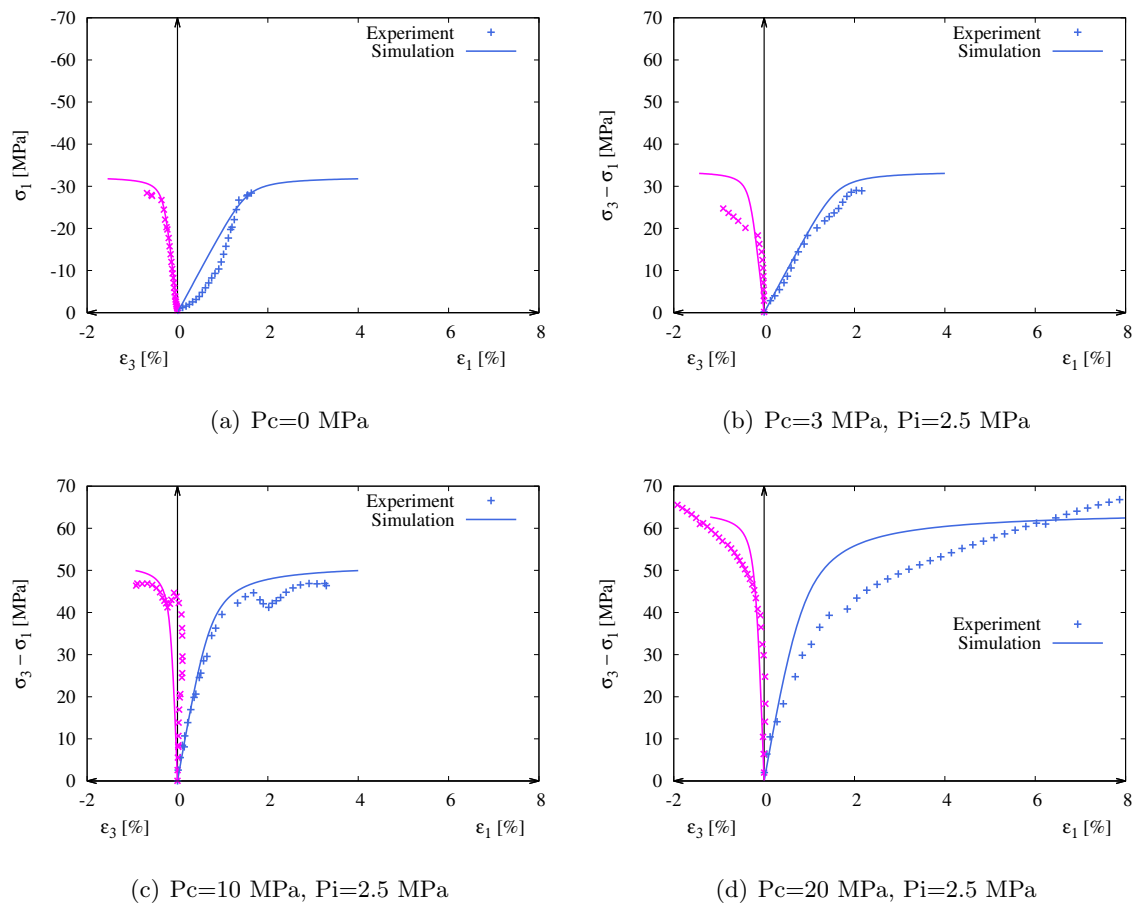 -70
-60
-50
-40
-30
-20
-10
0
σ1 [MPa]
Experiment
Simulation
-2 0 2 4 6 8
ε3 [%] ε1 [%]
(a) Pc=0 MPa
70
60
50
40
30
20
10
0
σ3 − σ1 [MPa]
Experiment
Simulation
-2 0 2 4 6 8
ε3 [%] ε1 [%]
(b) Pc=3 MPa, Pi=2.5 MPa
70
60
50
40
30
20
10
0
σ3 − σ1 [MPa]
Experiment
Simulation
-2 0 2 4 6 8
ε3 [%] ε1 [%]
(c) Pc=10 MPa, Pi=2.5 MPa
70
60
50
40
30
20
10
0
σ3 − σ1 [MPa]
Experiment
Simulation
-2 0 2 4 6 8
ε3 [%] ε1 [%]
(d) Pc=20 MPa, Pi=2.5 MPa